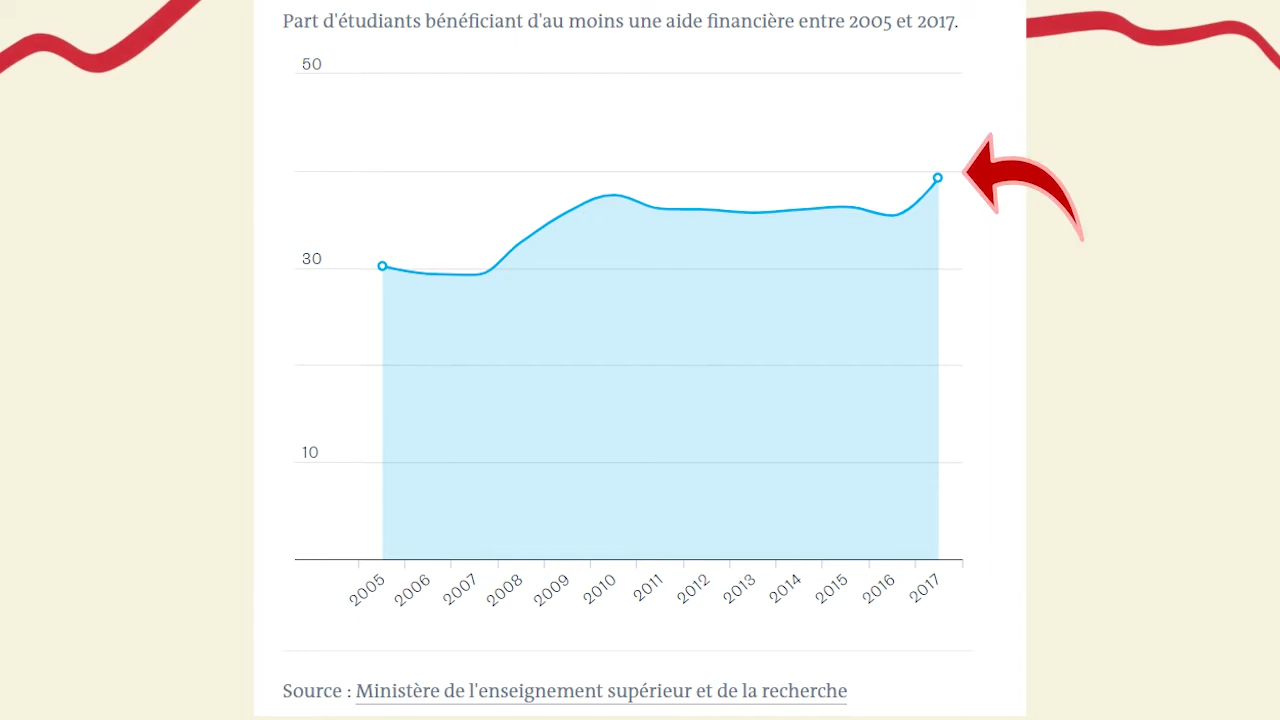 Part d'étudiants bénéficiant d'au moins une aide financière entre 2005 et 2017.
50
30
10
2005 2006 2007 2008 2009 2010 2011 2012 2013 2014 2015 2016 2017
Source : Ministère de l'enseignement supérieur et de la recherche